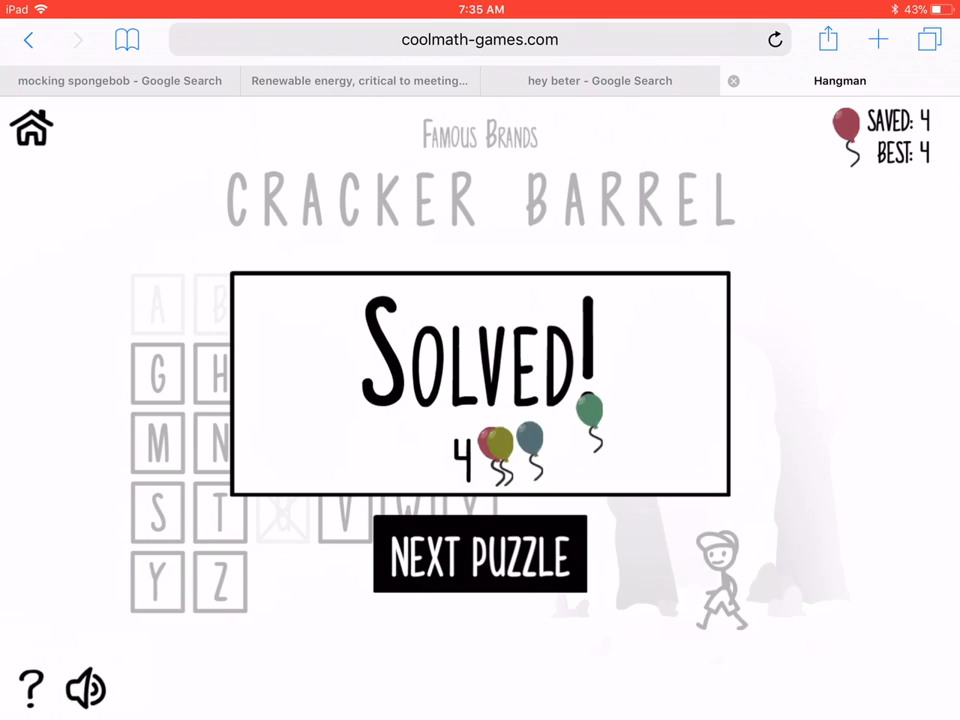 iPad 7:35 AM 43%
coolmath-games.com
mocking spongebob - Google Search Renewable energy, critical to meeting... hey beter - Google Search Hangman
FAMOUS BRANDS SAVED: 4
BEST: 4
CRACKER BARREL
A B
G H
M N
S T V W X
Y Z
SOLVED!
4
NEXT PUZZLE
?